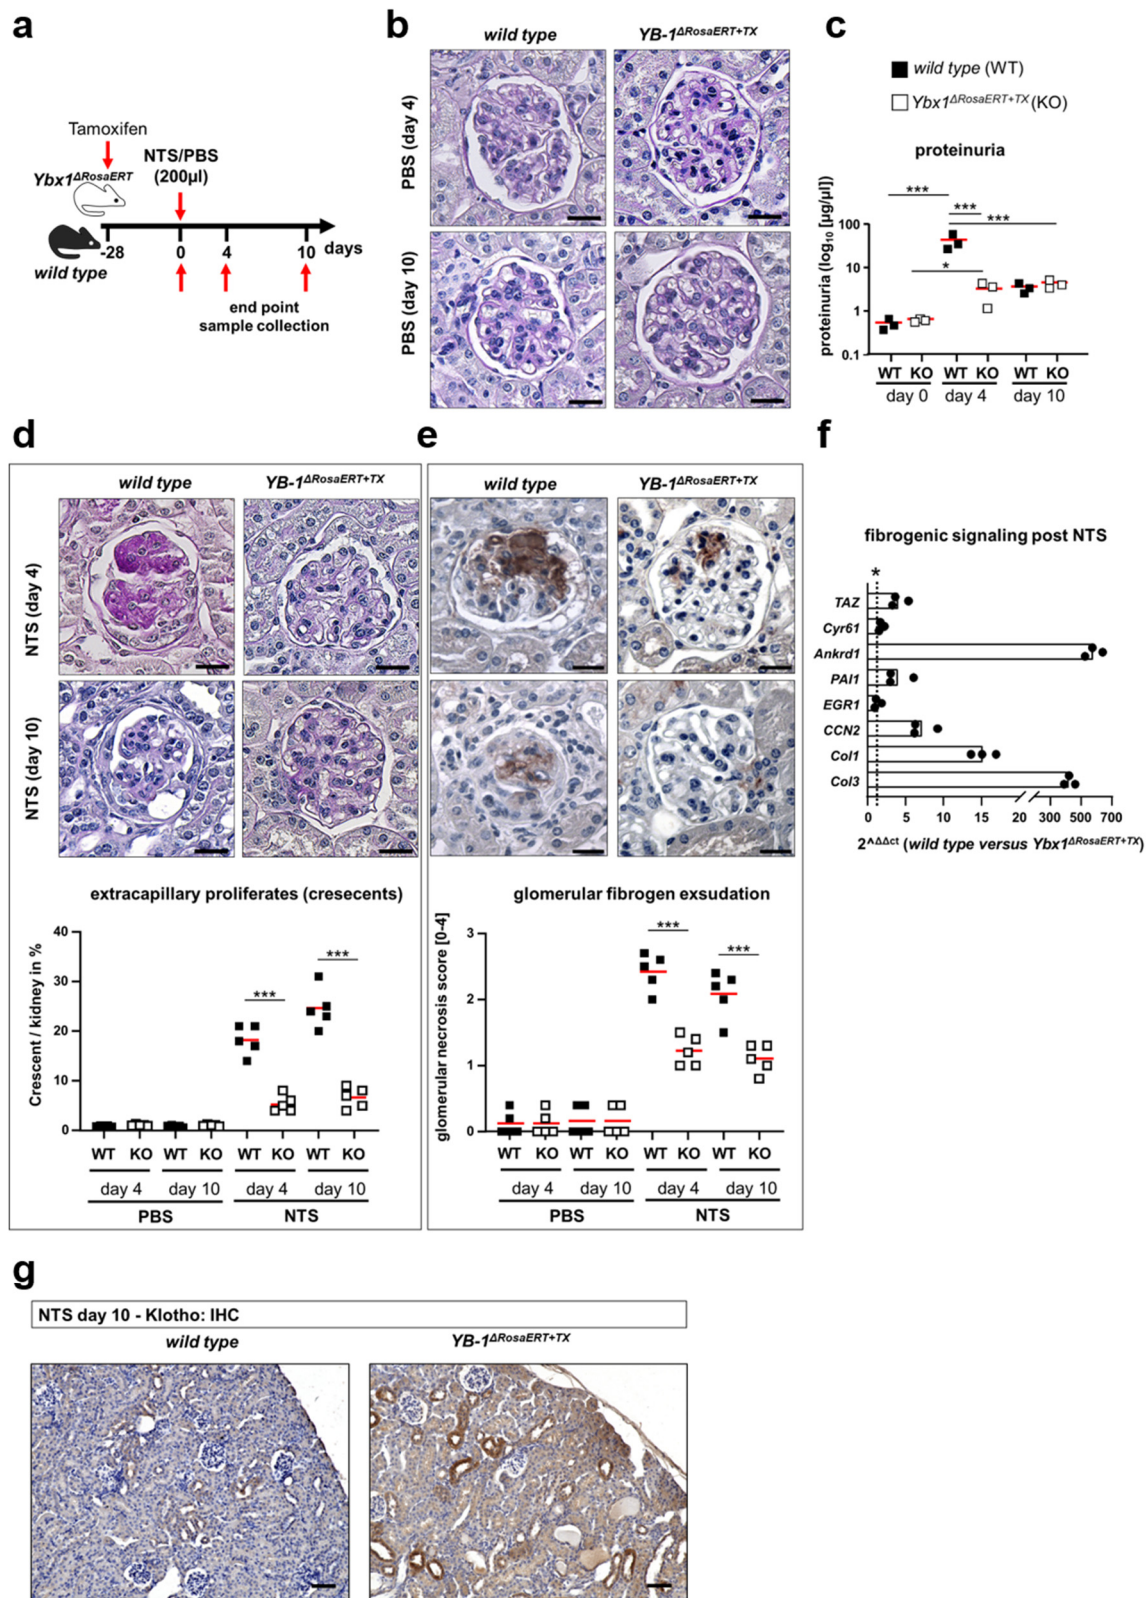 a
Tamoxifen
Ybx1ΔRosaERT
NTS/PBS
(200µl)
wild type
-28 0 4 10 days
end point
sample collection
b
wild type YB-1ΔRosaERT+TX
PBS (day 4)
PBS (day 10)
c
wild type (WT)
Ybx1ΔRosaERT+TX (KO)
proteinuria
proteinuria (log10 [µg/µl])
100
10
1
0.1
***
***
***
*
WT KO WT KO WT KO
day 0 day 4 day 10
d
wild type YB-1ΔRosaERT+TX
NTS (day 4)
NTS (day 10)
extracapillary proliferates (cresecents)
Crescent / kidney in %
40
30
20
10
0
***
***
WT KO WT KO WT KO WT KO
day 4 day 10 day 4 day 10
PBS NTS
e
wild type YB-1ΔRosaERT+TX
glomerular fibrogen exsudation
glomerular necrosis score [0-4]
3
2
1
0
***
***
WT KO WT KO WT KO WT KO
day 4 day 10 day 4 day 10
PBS NTS
f
fibrogenic signaling post NTS
*
TAZ
Cyr61
Ankrd1
PAI1
EGR1
CCN2
Col1
Col3
0 5 10 15 20 300 500 700
2^ΔΔct (wild type versus Ybx1ΔRosaERT+TX)
g
NTS day 10 - Klotho: IHC
wild type YB-1ΔRosaERT+TX